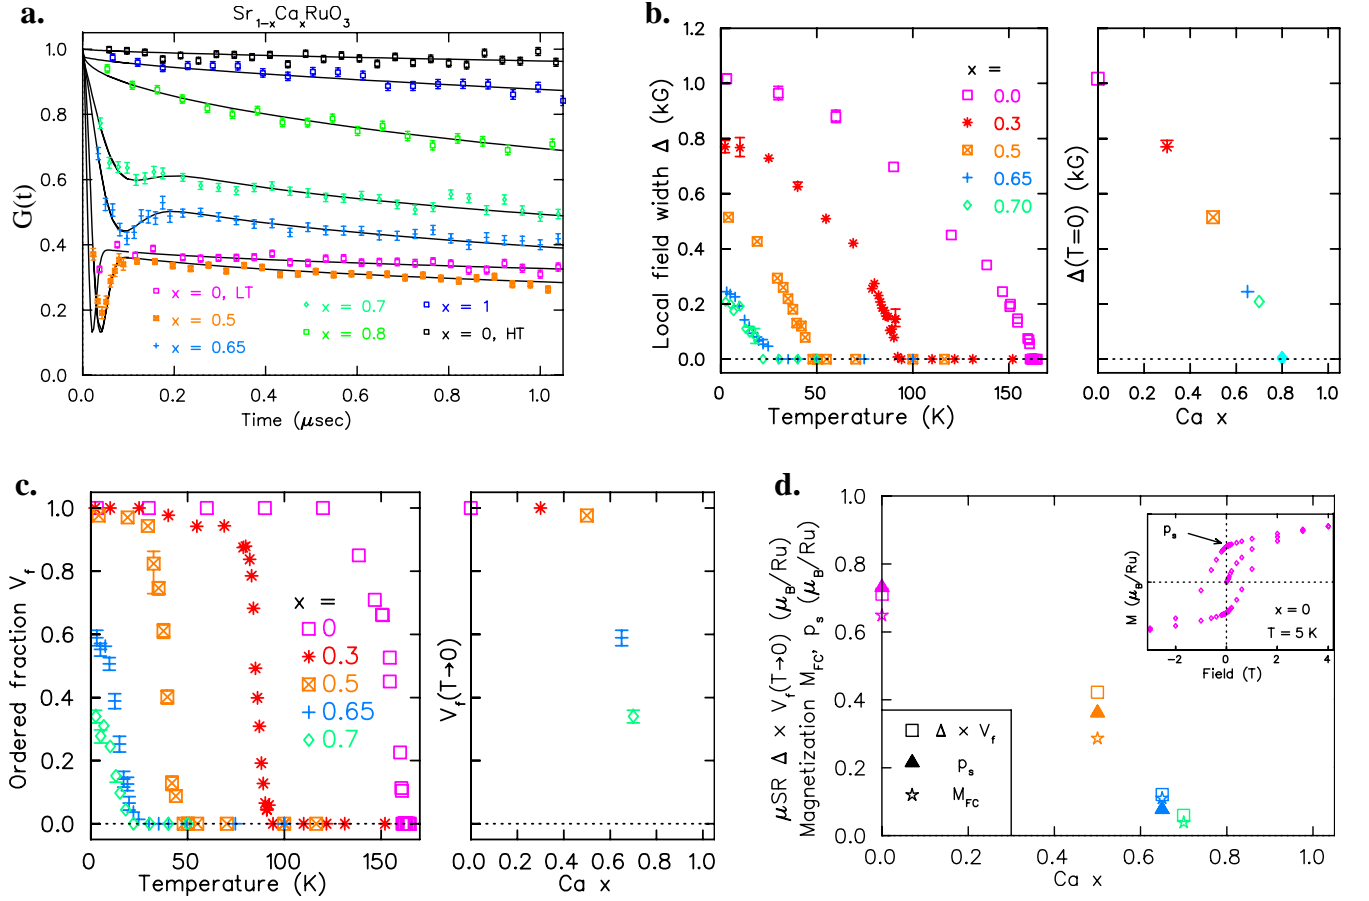 a.
Sr1-xCaxRuO3
1.0
0.8
0.6
0.4
0.2
0.0
G(t)
x = 0, LT
x = 0.5
x = 0.65
x = 0.7
x = 0.8
x = 1
x = 0, HT
0.0 0.2 0.4 0.6 0.8 1.0
Time (μsec)
b.
1.2
1.0
0.8
0.6
0.4
0.2
0.0
Local field width Δ (kG)
x =
0.0
0.3
0.5
0.65
0.70
0 50 100 150
Temperature (K)
Δ(T=0) (kG)
0.0 0.2 0.4 0.6 0.8 1.0
Ca x
c.
1.0
0.8
0.6
0.4
0.2
0.0
Ordered fraction Vf
x =
0
0.3
0.5
0.65
0.7
0 50 100 150
Temperature (K)
Vf(T→0)
0.0 0.2 0.4 0.6 0.8 1.0
Ca x
d.
1.0
0.8
0.6
0.4
0.2
0.0
μSR Δ × Vf(T→0) (μB/Ru)
Magnetization MFC, ps (μB/Ru)
Δ × Vf
ps
MFC
0.0 0.2 0.4 0.6 0.8 1.0
Ca x
ps
M (μB/Ru)
x = 0
T = 5 K
−2 0 2 4
Field (T)